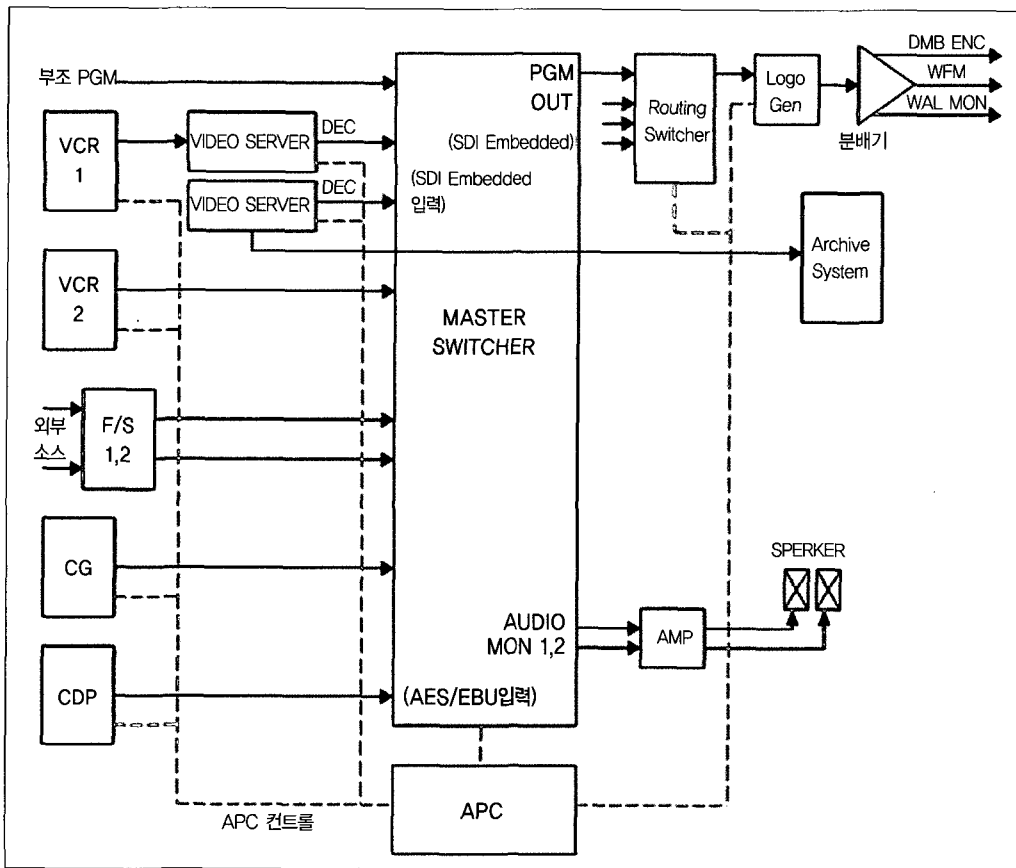 부조 PGM
VCR
1
VIDEO SERVER
DEC
VIDEO SERVER
DEC
VCR
2
외부
소스
F/S
1,2
CG
CDP
PGM
OUT
(SDI Embedded)
(SDI Embedded
입력)
MASTER
SWITCHER
AUDIO
MON 1,2
(AES/EBU입력)
Routing
Switcher
Logo
Gen
DMB ENC
WFM
WAL MON
분배기
Archive
System
SPERKER
AMP
APC
APC 컨트롤